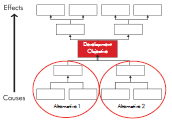 Effects
Development
Objective
Causes
Alternative 1
Alternative 2